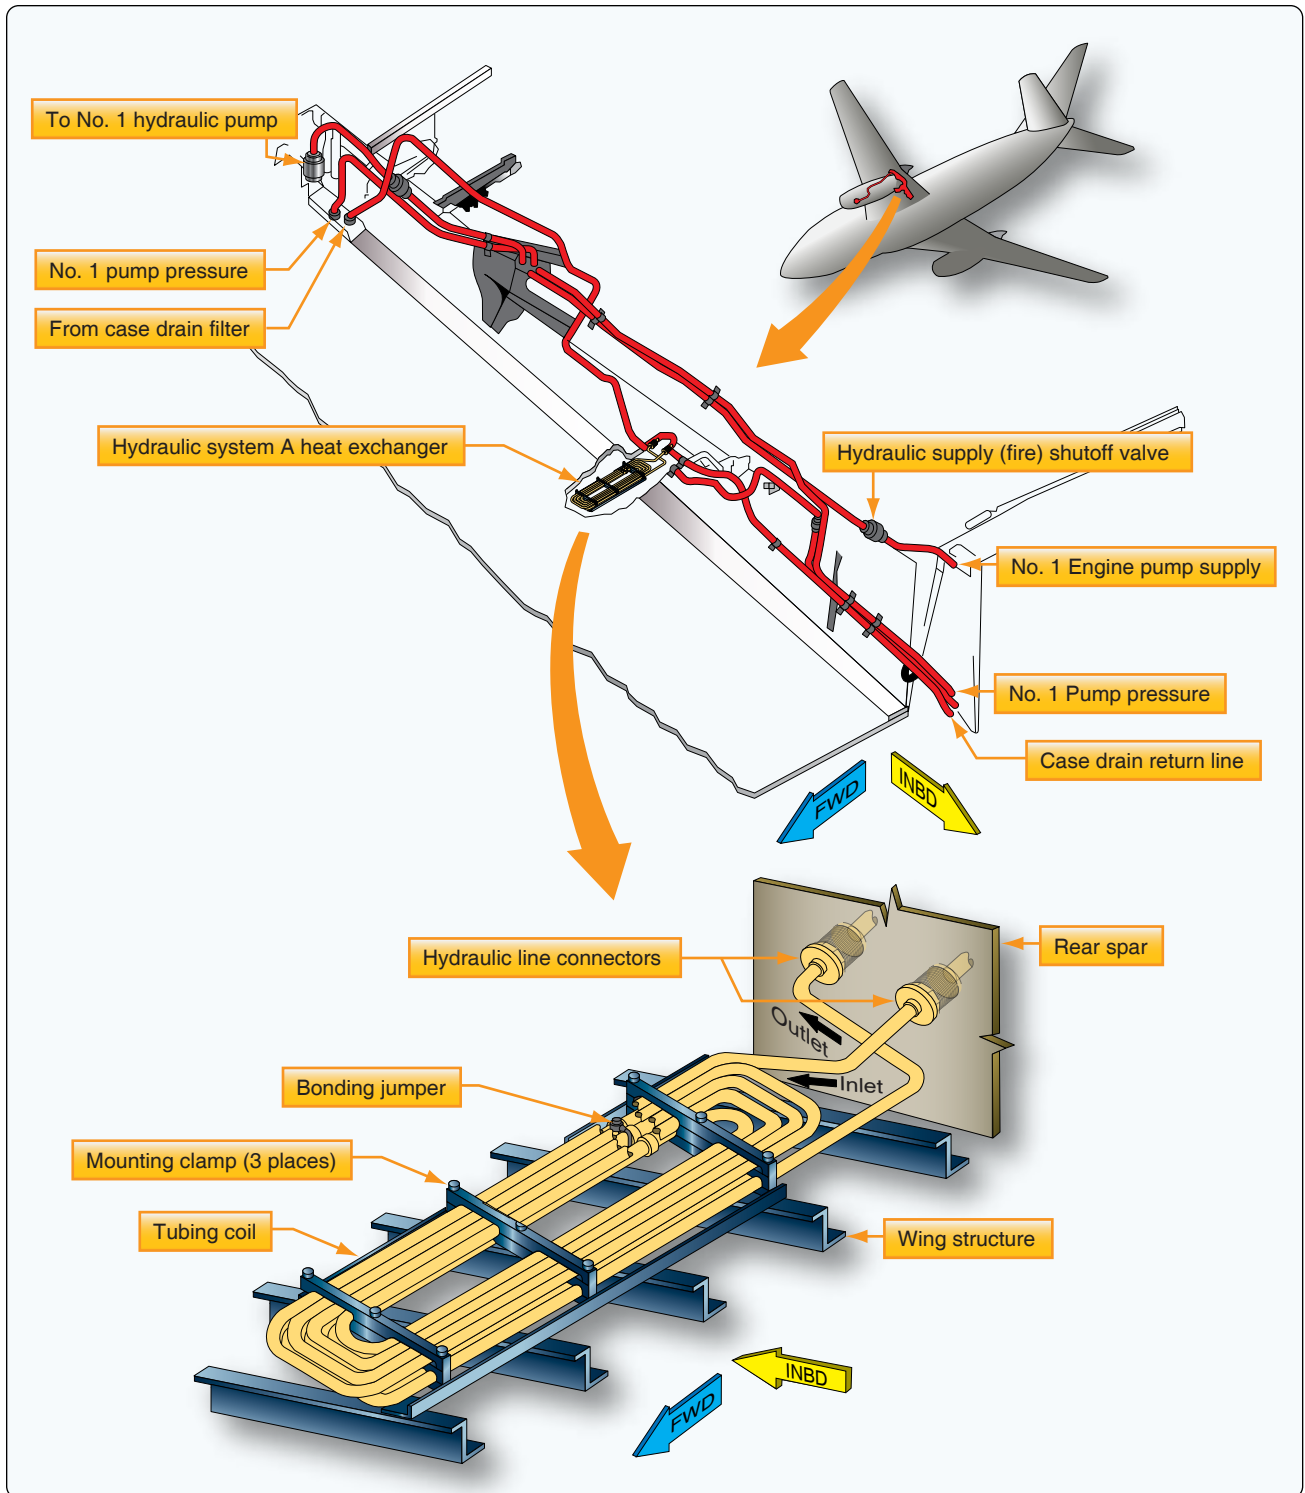 To No. 1 hydraulic pump
No. 1 pump pressure
From case drain filter
Hydraulic system A heat exchanger
Hydraulic supply (fire) shutoff valve
No. 1 Engine pump supply
No. 1 Pump pressure
Case drain return line
FWD
INBD
Hydraulic line connectors
Rear spar
Outlet
Inlet
Bonding jumper
Mounting clamp (3 places)
Tubing coil
Wing structure
INBD
FWD